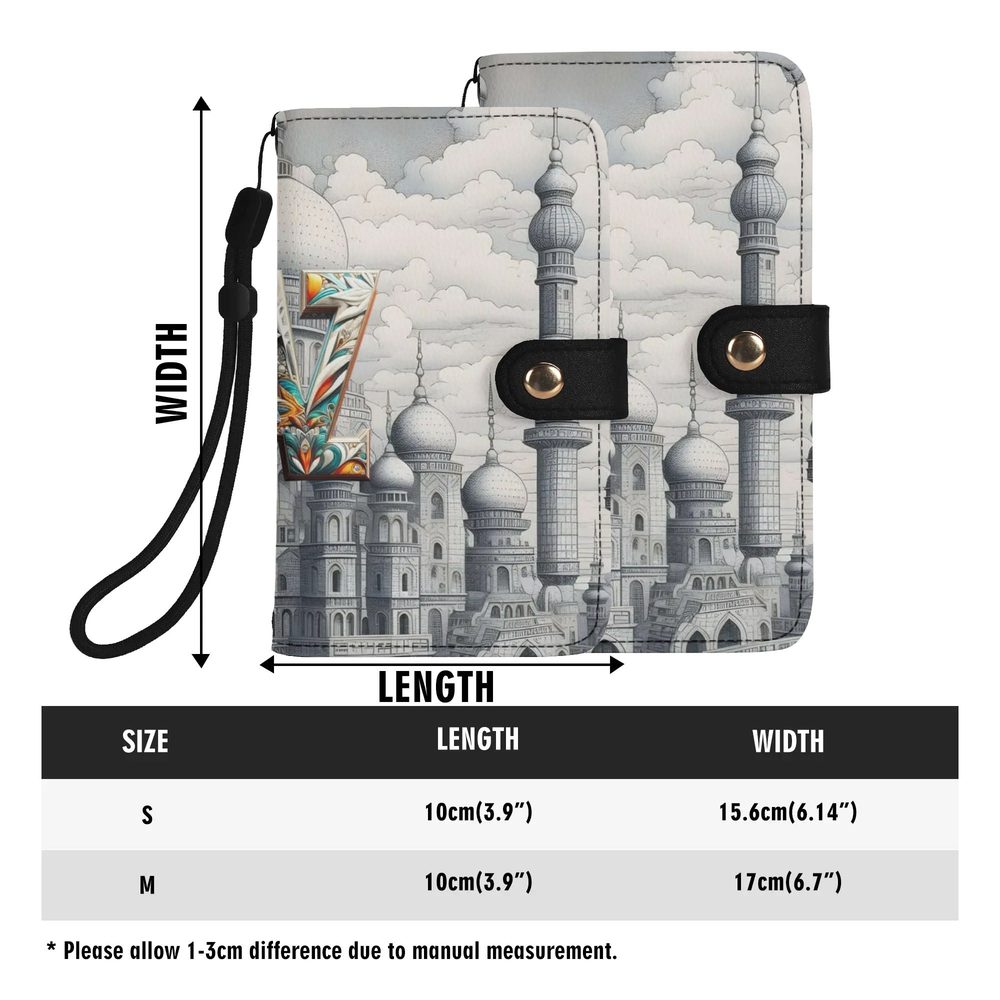 WIDTH
LENGTH
SIZE LENGTH WIDTH
S 10cm(3.9″) 15.6cm(6.14″)
M 10cm(3.9″) 17cm(6.7″)
* Please allow 1-3cm difference due to manual measurement.